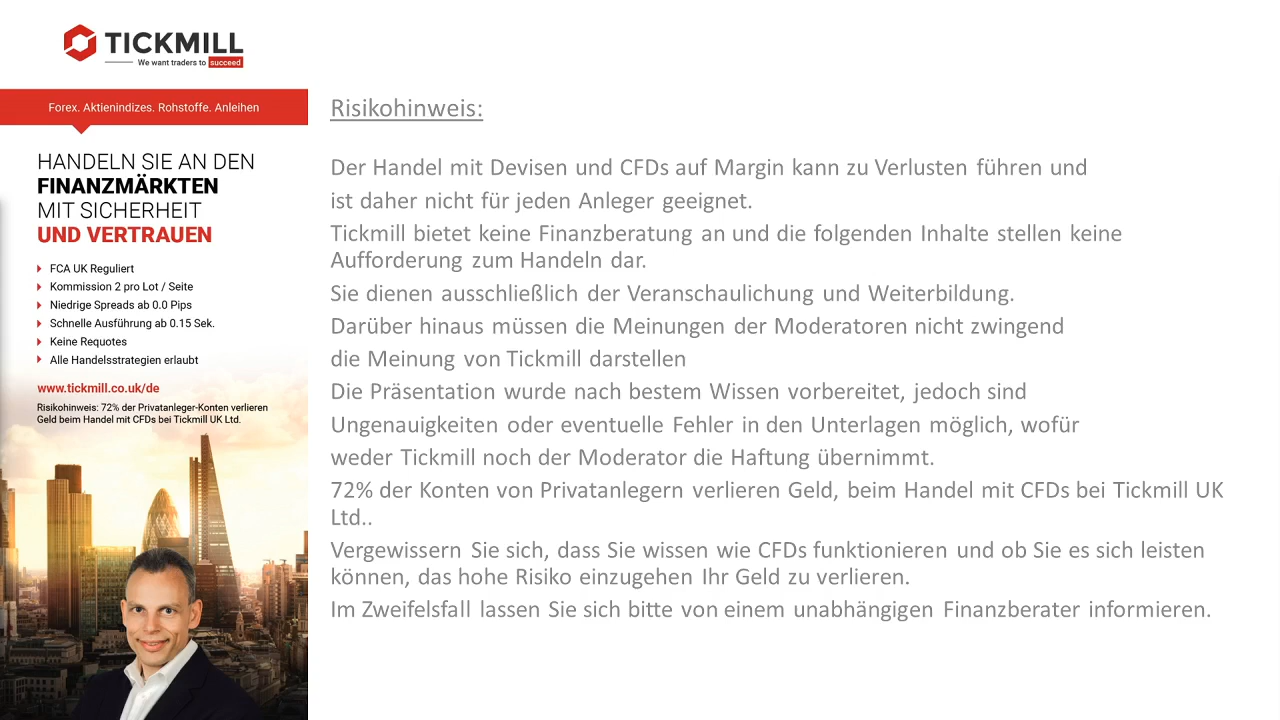 TICKMILL
We want traders to succeed
Forex. Aktienindizes. Rohstoffe. Anleihen
HANDELN SIE AN DEN
FINANZMÄRKTEN
MIT SICHERHEIT
UND VERTRAUEN
FCA UK Reguliert
Kommission 2 pro Lot / Seite
Niedrige Spreads ab 0.0 Pips
Schnelle Ausführung ab 0.15 Sek.
Keine Requotes
Alle Handelsstrategien erlaubt
www.tickmill.co.uk/de
Risikohinweis: 72% der Privatanleger-Konten verlieren
Geld beim Handel mit CFDs bei Tickmill UK Ltd.
Risikohinweis:
Der Handel mit Devisen und CFDs auf Margin kann zu Verlusten führen und
ist daher nicht für jeden Anleger geeignet.
Tickmill bietet keine Finanzberatung an und die folgenden Inhalte stellen keine
Aufforderung zum Handeln dar.
Sie dienen ausschließlich der Veranschaulichung und Weiterbildung.
Darüber hinaus müssen die Meinungen der Moderatoren nicht zwingend
die Meinung von Tickmill darstellen
Die Präsentation wurde nach bestem Wissen vorbereitet, jedoch sind
Ungenauigkeiten oder eventuelle Fehler in den Unterlagen möglich, wofür
weder Tickmill noch der Moderator die Haftung übernimmt.
72% der Konten von Privatanlegern verlieren Geld, beim Handel mit CFDs bei Tickmill UK
Ltd..
Vergewissern Sie sich, dass Sie wissen wie CFDs funktionieren und ob Sie es sich leisten
können, das hohe Risiko einzugehen Ihr Geld zu verlieren.
Im Zweifelsfall lassen Sie sich bitte von einem unabhängigen Finanzberater informieren.